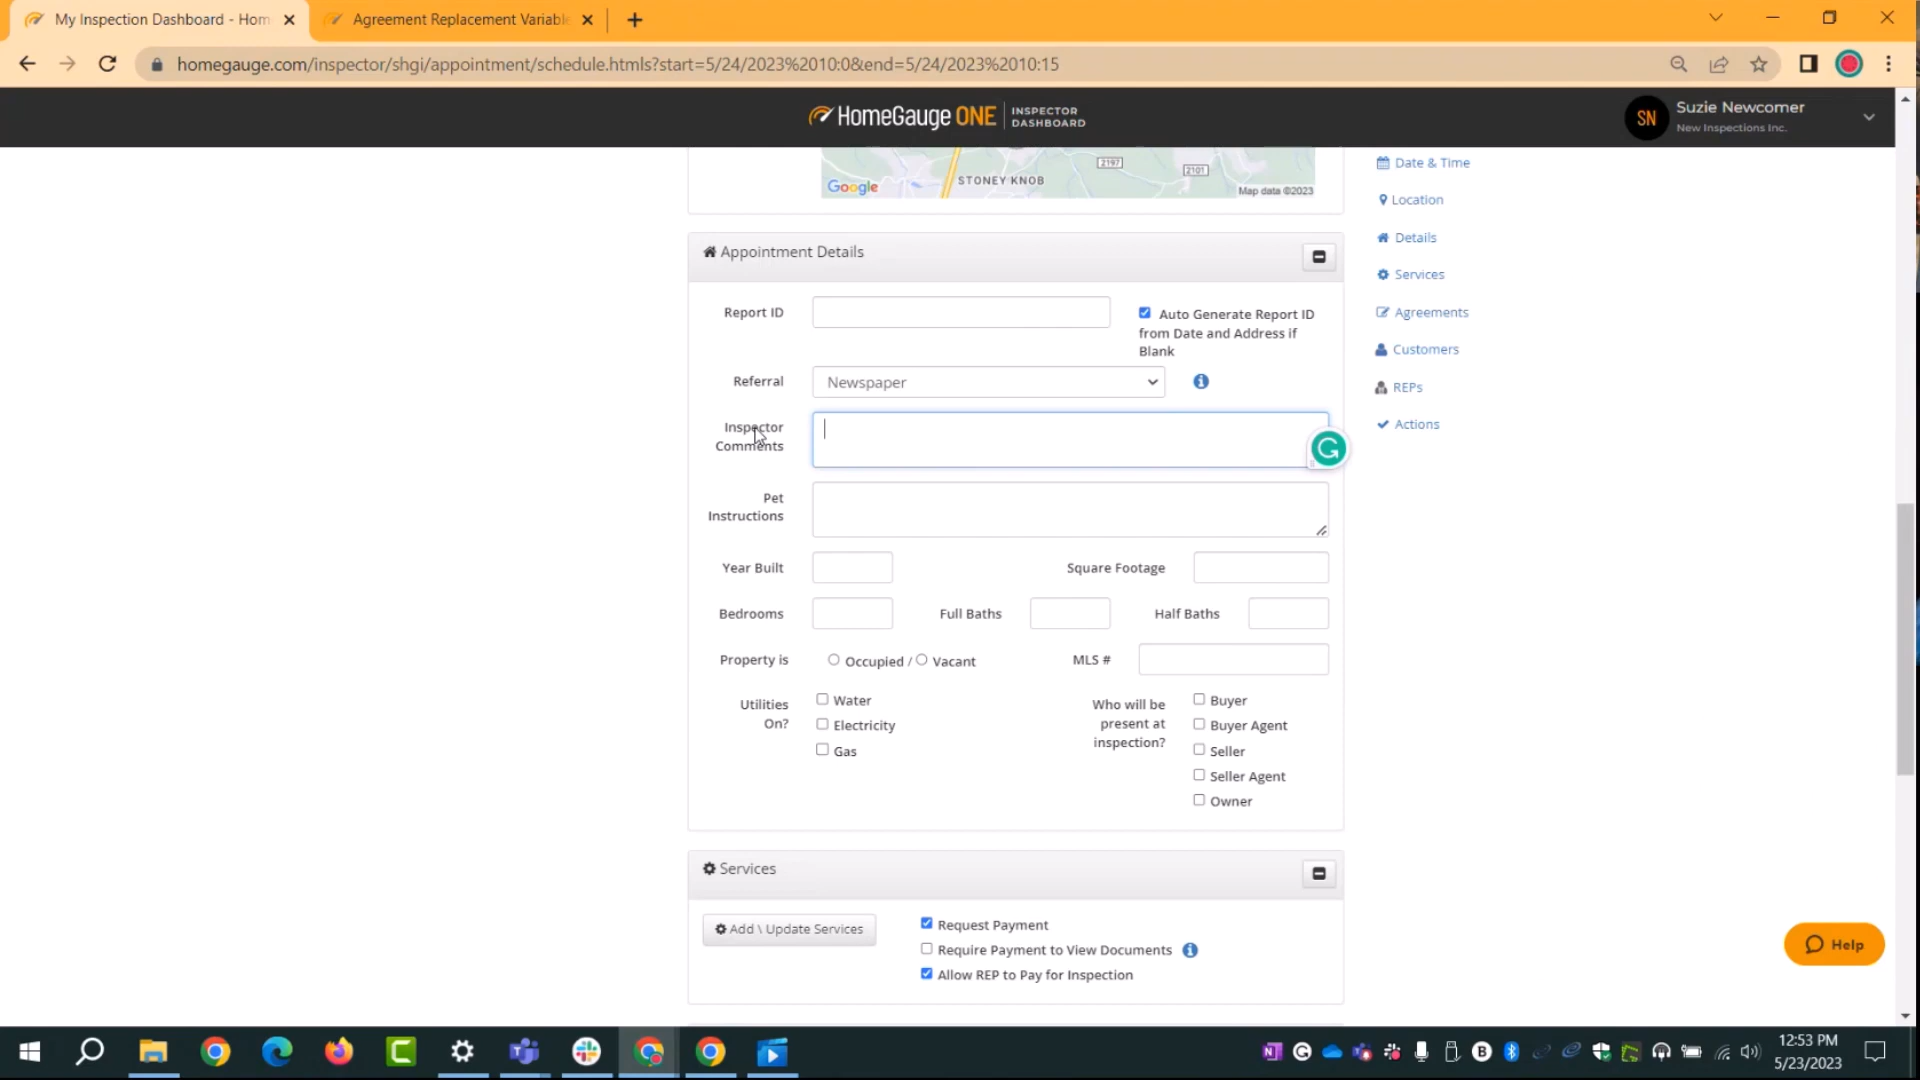 My Inspection Dashboard - Hom
Agreement Replacement Variabl
homegauge.com/inspector/shgi/appointment/schedule.htmls?start=5/24/2023%2010:0&end=5/24/2023%2010:15
HomeGauge ONE INSPECTOR DASHBOARD
SN Suzie Newcomer
New Inspections Inc.
2197
2101
STONEY KNOB
Google
Map data ©2023
Date & Time
Location
Details
Services
Agreements
Customers
REPs
Actions
Appointment Details
Report ID
Auto Generate Report ID
from Date and Address if
Blank
Referral Newspaper
Inspector
Comments
Pet
Instructions
Year Built Square Footage
Bedrooms Full Baths Half Baths
Property is Occupied / Vacant MLS #
Utilities
On?
Water
Electricity
Gas
Who will be
present at
inspection?
Buyer
Buyer Agent
Seller
Seller Agent
Owner
Services
Add \ Update Services
Request Payment
Require Payment to View Documents
Allow REP to Pay for Inspection
Help
12:53 PM
5/23/2023